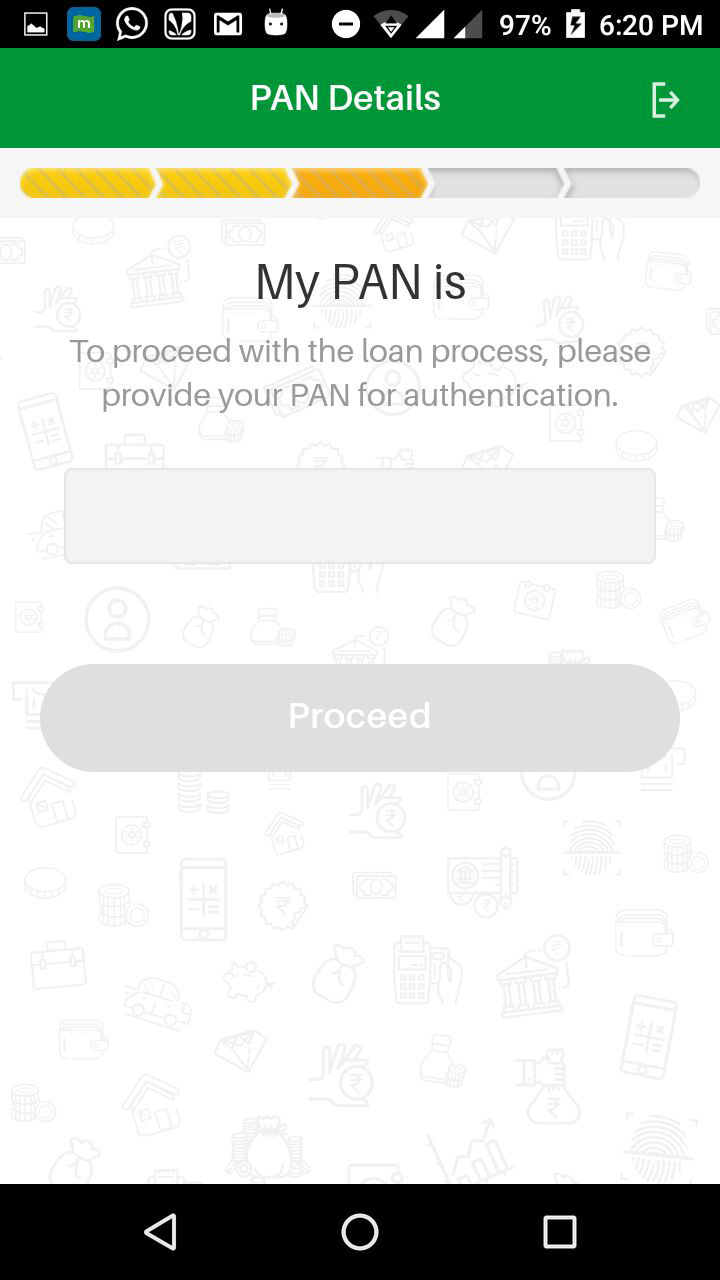 97% 6:20 PM
PAN Details
My PAN is
To proceed with the loan process, please
provide your PAN for authentication.
Proceed